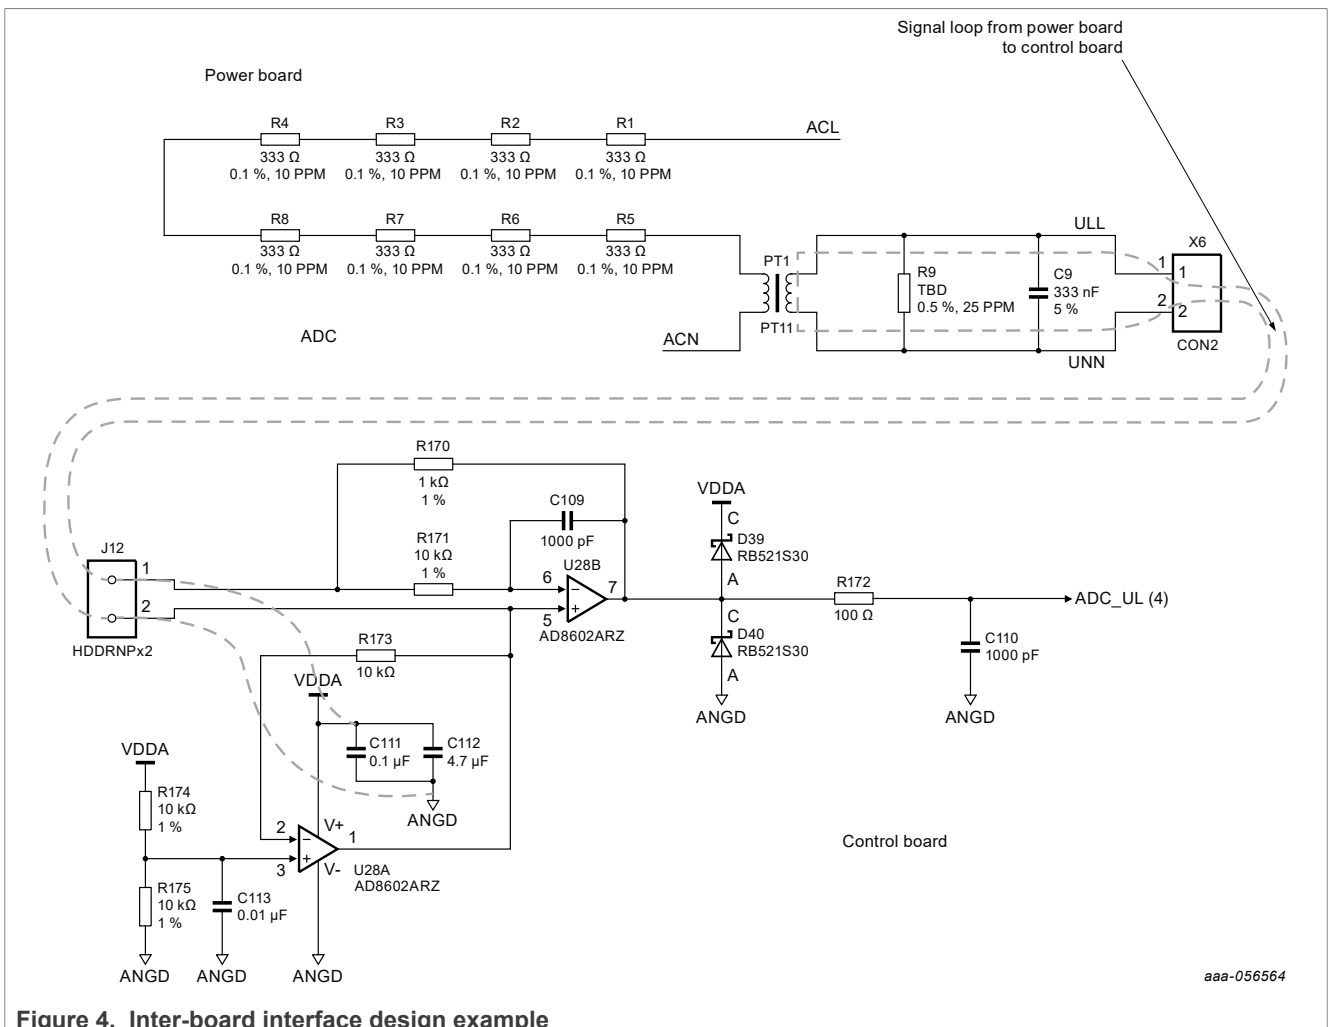 Signal loop from power board
to control board
Power board
R4
R3
R2
R1
ACL
333 Ω
333 Ω
333 Ω
333 Ω
0.1 %, 10 PPM
0.1 %, 10 PPM
0.1 %, 10 PPM
0.1 %, 10 PPM
R8
R7
R6
R5
333 Ω
333 Ω
333 Ω
333 Ω
0.1 %, 10 PPM
0.1 %, 10 PPM
0.1 %, 10 PPM
0.1 %, 10 PPM
ULL
X6
PT1
PT11
R9
TBD
0.5 %, 25 PPM
C9
333 nF
5 %
1
1
2
2
CON2
ADC
ACN
UNN
R170
1 kΩ
1 %
C109
1000 pF
R171
10 kΩ
1 %
U28B
6
7
5
−
+
AD8602ARZ
J12
1
2
HDDRNPx2
VDDA
C
D39
RB521S30
A
C
D40
RB521S30
A
ANGD
R172
100 Ω
ADC_UL (4)
C110
1000 pF
ANGD
R173
10 kΩ
VDDA
C111
0.1 µF
C112
4.7 µF
ANGD
VDDA
R174
10 kΩ
1 %
2
3
−
+
V+
V-
1
U28A
AD8602ARZ
R175
10 kΩ
1 %
C113
0.01 µF
ANGD
ANGD
ANGD
Control board
aaa-056564
Figure 4. Inter-board interface design example